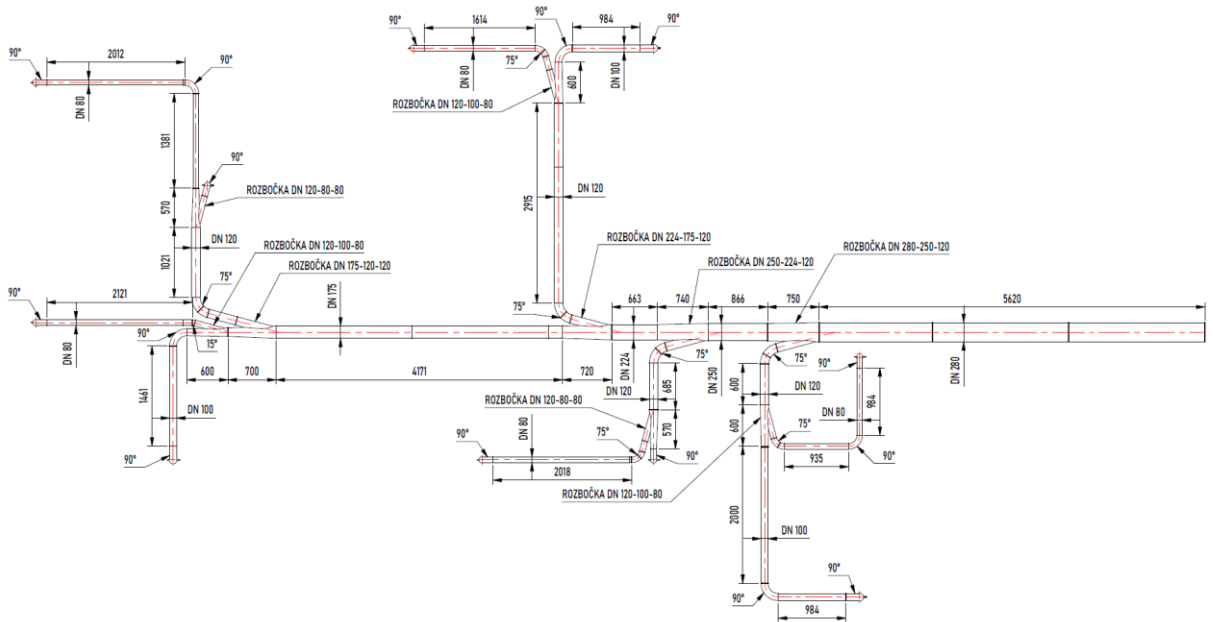 90°
1614
90°
984
90°
90°
2012
90°
DN 80
75°
DN 100
600
DN 80
ROZBOČKA DN 120-100-80
1381
90°
ROZBOČKA DN 120-80-80
570
2915
DN 120
DN 120
1021
ROZBOČKA DN 120-100-80
ROZBOČKA DN 175-120-120
75°
ROZBOČKA DN 224-175-120
ROZBOČKA DN 250-224-120
ROZBOČKA DN 280-250-120
90°
2121
DN 175
75°
663
740
866
750
5620
DN 80
90°
15°
600
700
4171
720
DN 224
75°
DN 250
75°
90°
DN 280
1461
DN 100
DN 120
685
600
DN 120
DN 80
984
ROZBOČKA DN 120-80-80
570
600
75°
90°
90°
DN 80
75°
90°
935
90°
2018
ROZBOČKA DN 120-100-80
2000
DN 100
90°
90°
984